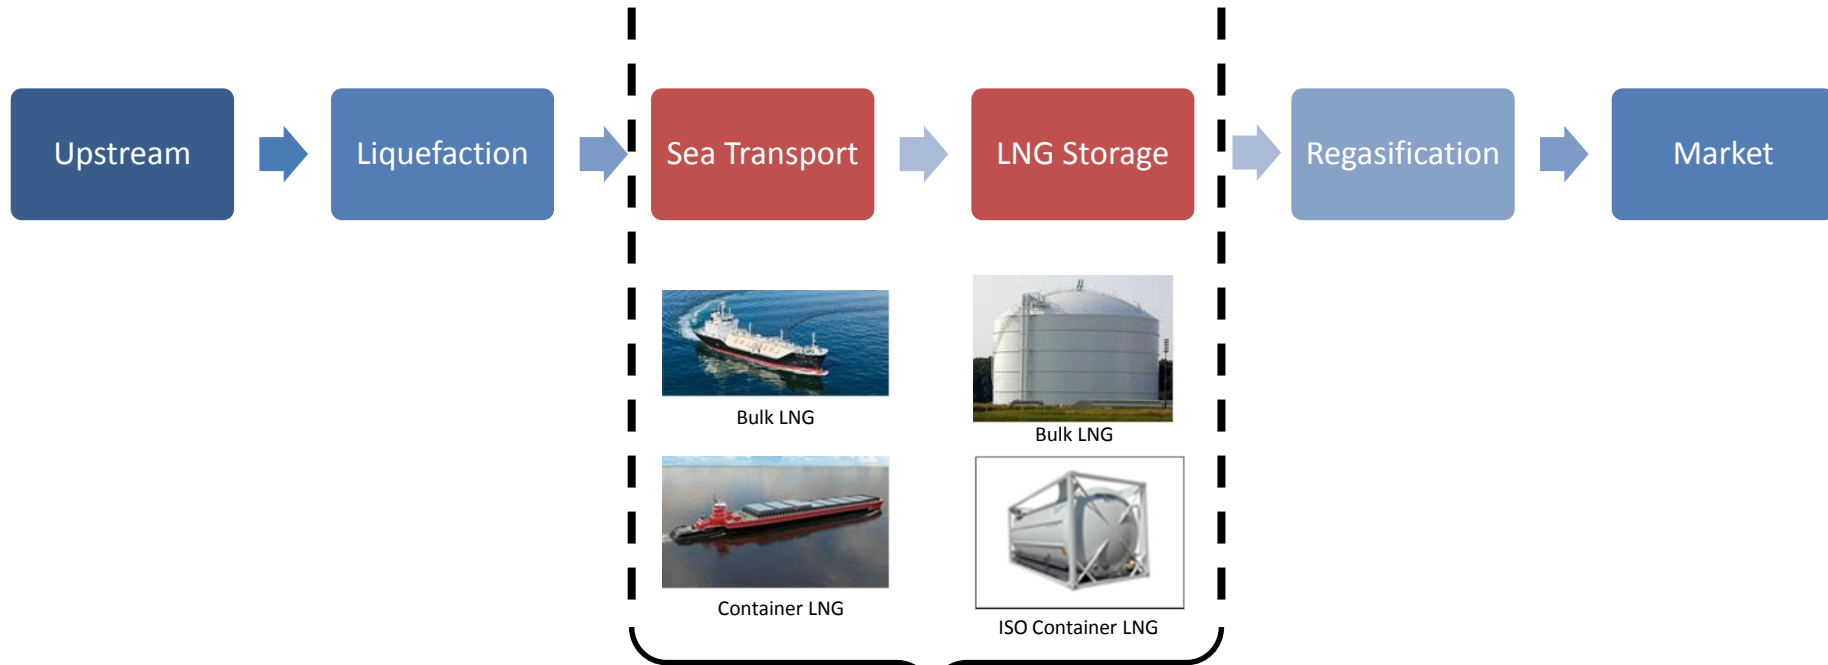 Upstream
Liquefaction
Sea Transport
LNG Storage
Regasification
Market
Bulk LNG
Bulk LNG
Container LNG
ISO Container LNG